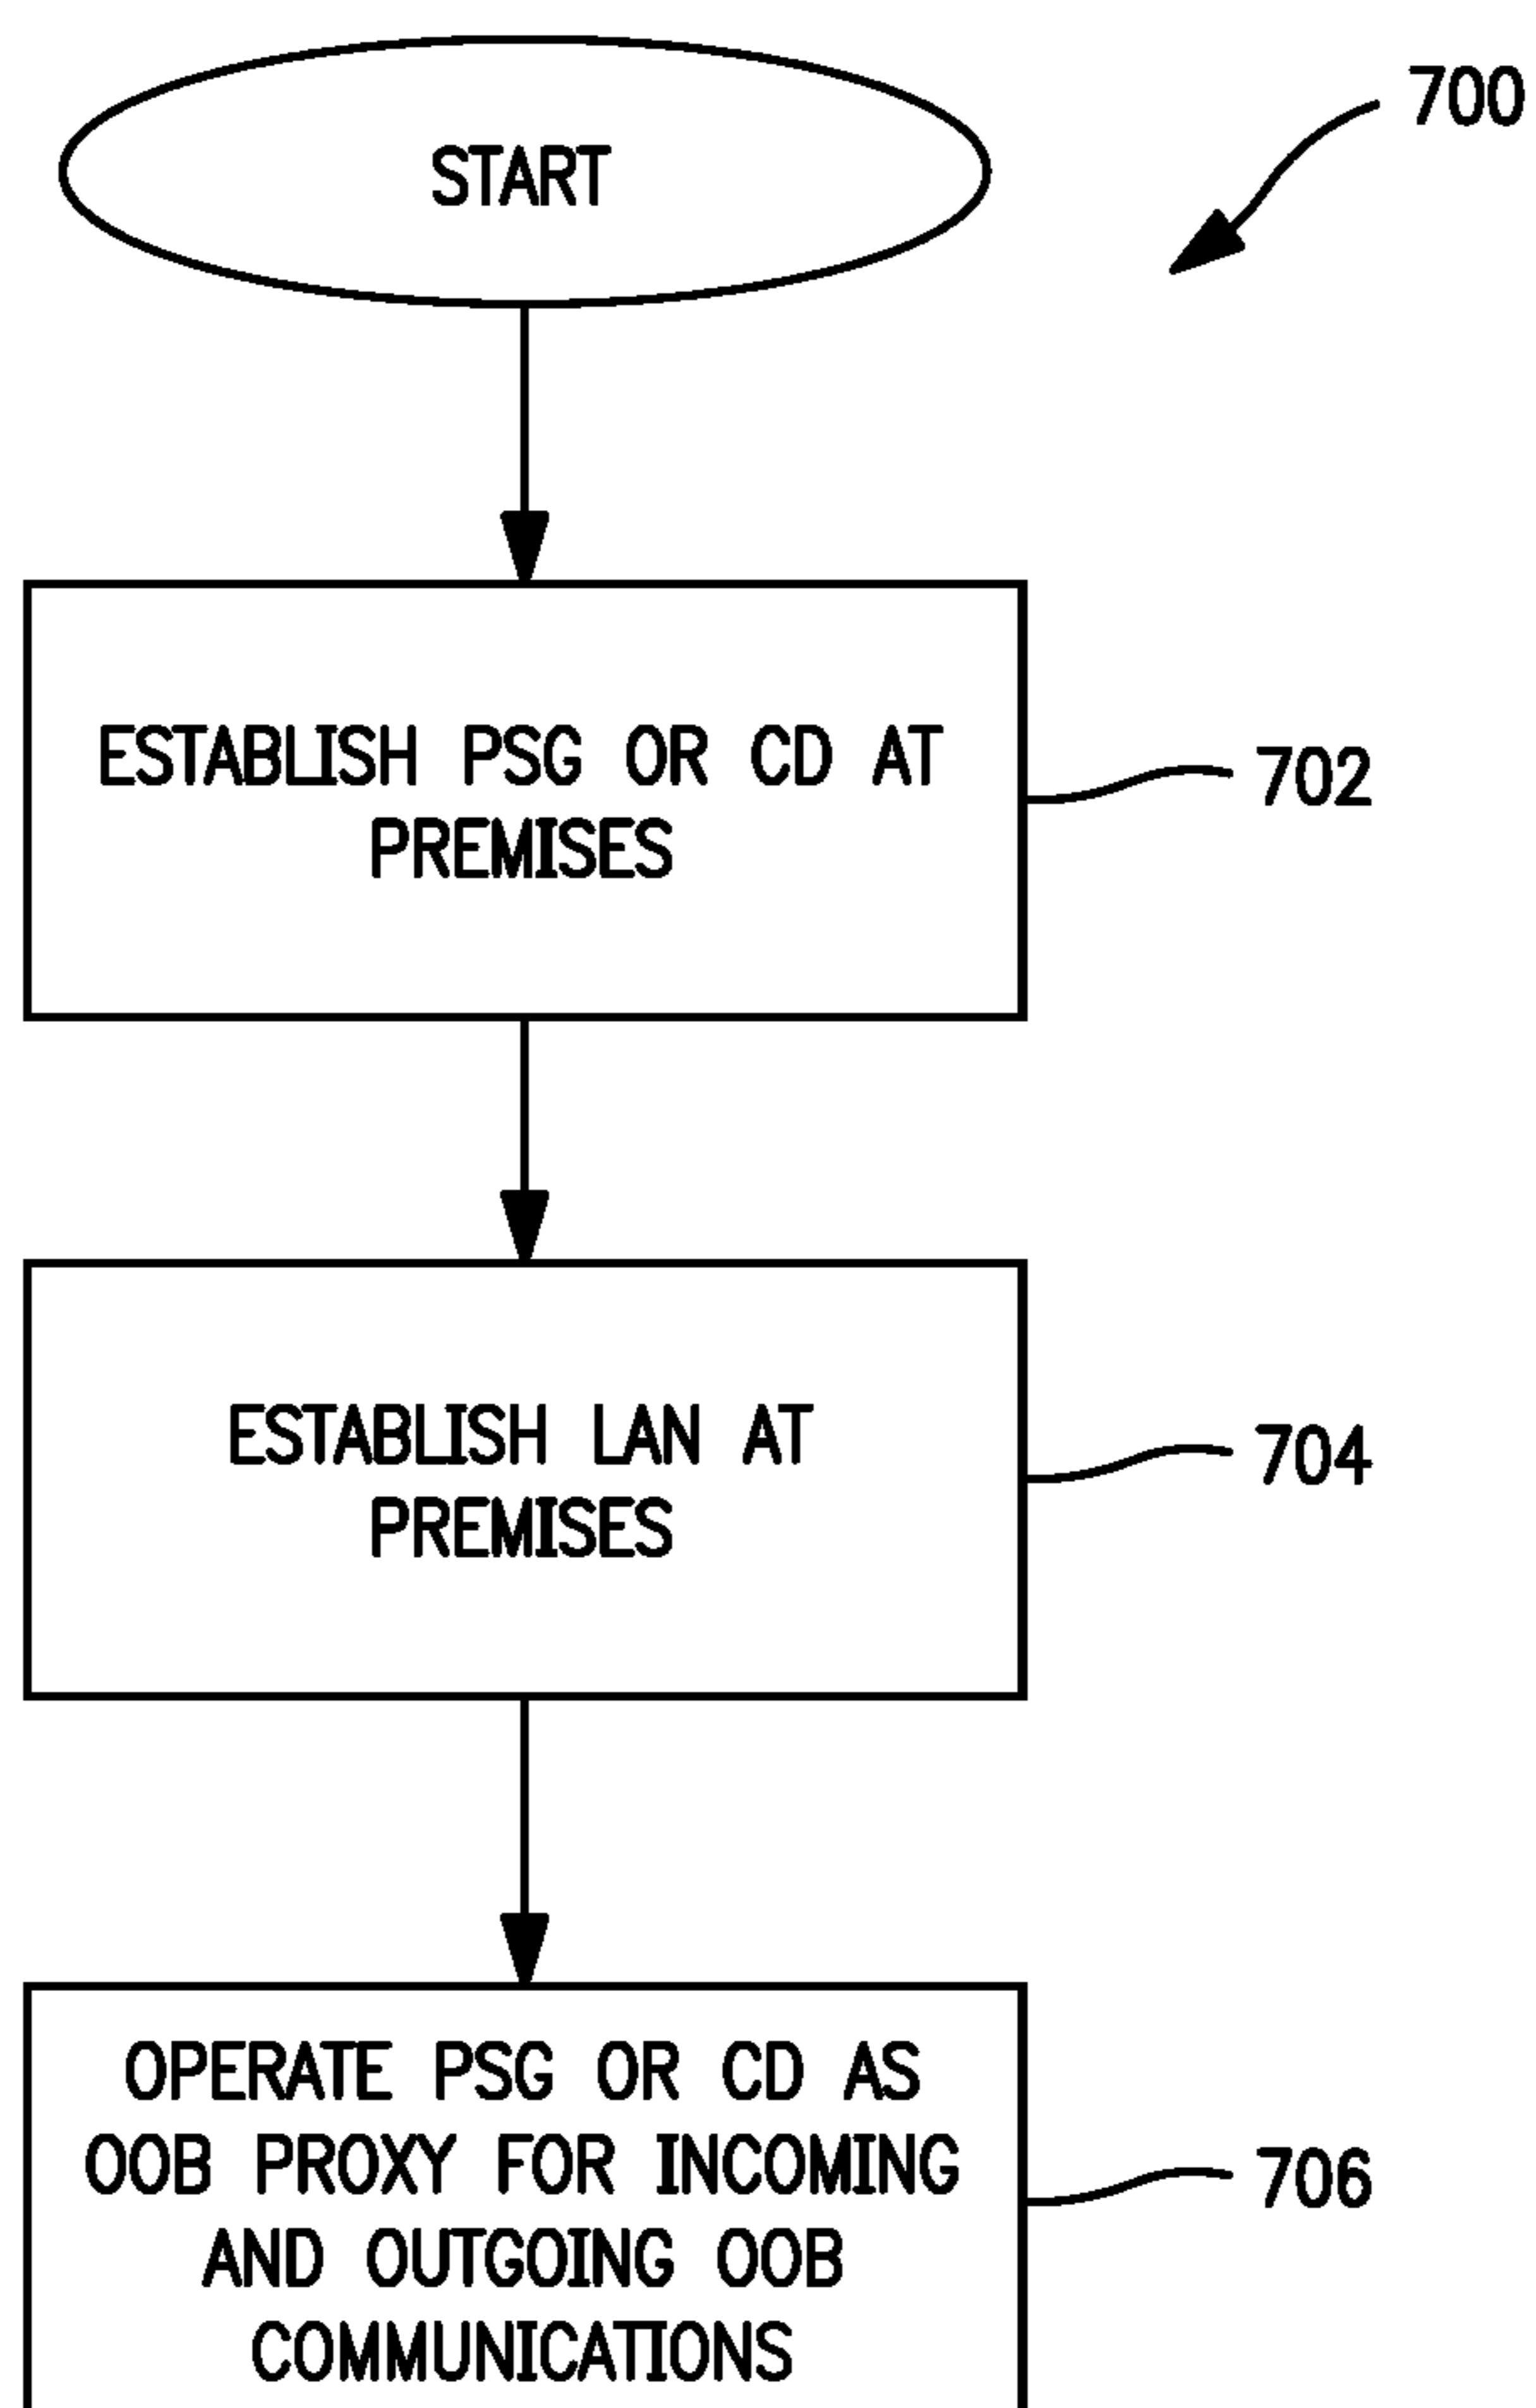 700
START
ESTABLISH PSG OR CD AT
PREMISES
702
ESTABLISH LAN AT
PREMISES
704
OPERATE PSG OR CD AS
OOB PROXY FOR INCOMING
AND OUTGOING OOB
COMMUNICATIONS
706